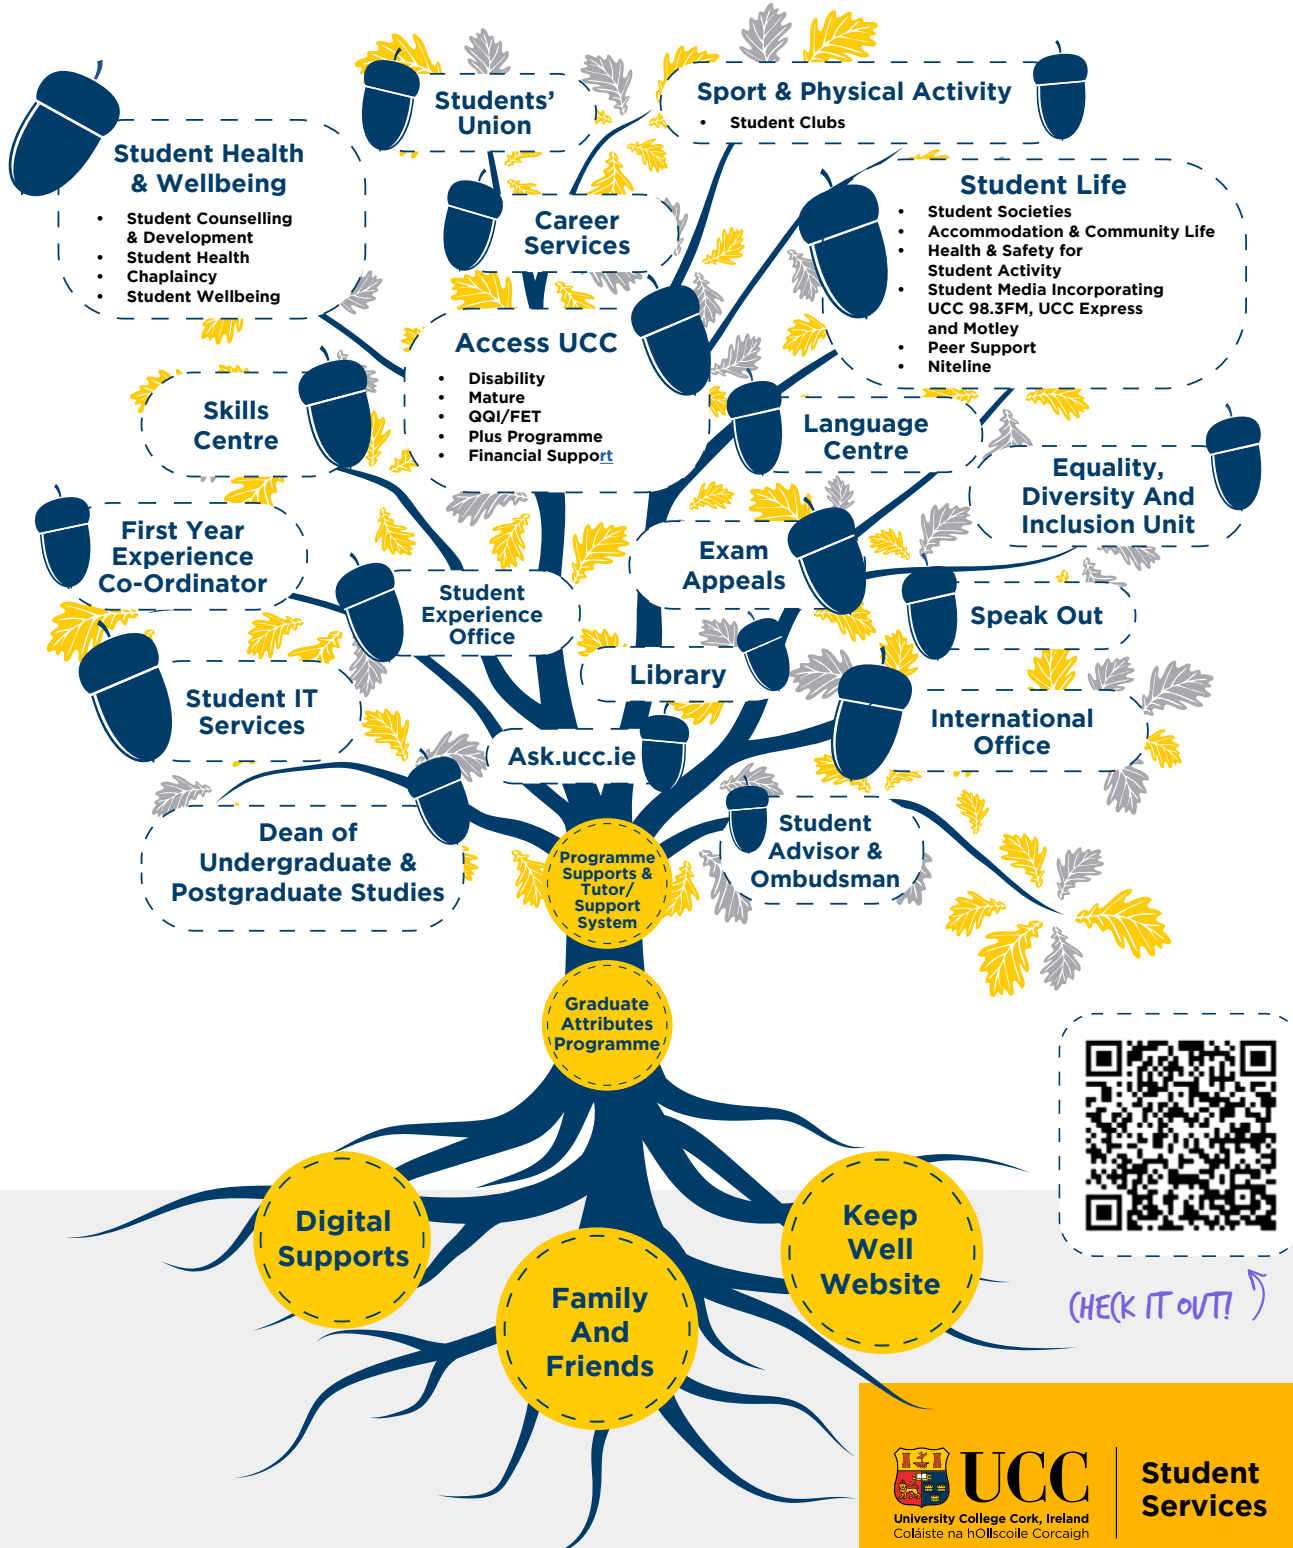 Students'
Union
Sport & Physical Activity
• Student Clubs
Student Health
& Wellbeing
• Student Counselling
& Development
• Student Health
• Chaplaincy
• Student Wellbeing
Career
Services
Student Life
• Student Societies
• Accommodation & Community Life
• Health & Safety for
Student Activity
• Student Media Incorporating
UCC 98.3FM, UCC Express
and Motley
• Peer Support
• Niteline
Access UCC
• Disability
• Mature
• QQI/FET
• Plus Programme
• Financial Support
Skills
Centre
Language
Centre
Equality,
Diversity And
Inclusion Unit
First Year
Experience
Co-Ordinator
Student
Experience
Office
Exam
Appeals
Speak Out
Library
Student IT
Services
International
Office
Ask.ucc.ie
Dean of
Undergraduate &
Postgraduate Studies
Student
Advisor &
Ombudsman
Programme
Supports &
Tutor/
Support
System
Graduate
Attributes
Programme
Digital
Supports
Keep
Well
Website
Family
And
Friends
CHECK IT OUT!
UCC
University College Cork, Ireland
Coláiste na hOllscoile Corcaigh
Student
Services